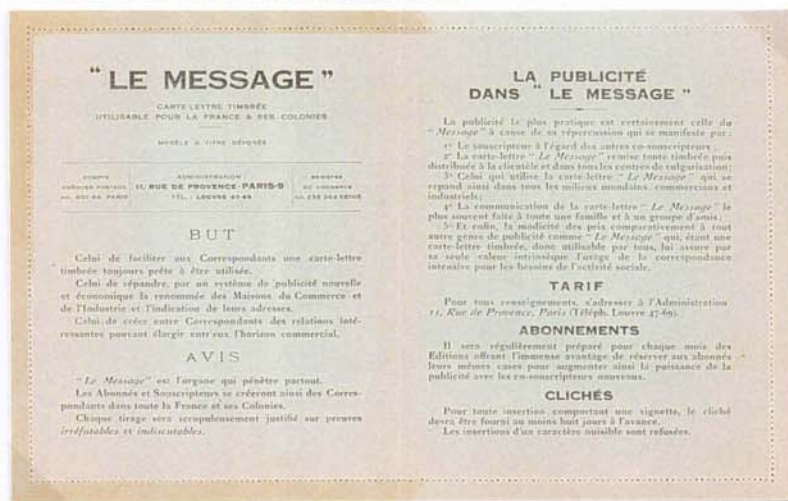 " LE MESSAGE "
CARTE-LETTRE TIMBRÉE
UTILISABLE POUR LA FRANCE & SES COLONIES
MODÈLE & TITRE DÉPOSÉS
COMPTE
CHÈQUES POSTAUX
PARIS
ADMINISTRATION
11, RUE DE PROVENCE - PARIS-9
TÉL. : LOUVRE 47-69
REGISTRE
DU COMMERCE
SEINE
BUT
Celui de faciliter aux Correspondants une carte-lettre
timbrée toujours prête à être utilisée.
Celui de répandre, par un système de publicité nouvelle
et économique la renommée des Maisons du Commerce et
de l'Industrie et l'indication de leurs adresses.
Celui de créer entre Correspondants des relations inté-
ressantes pouvant élargir entr'eux l'horizon commercial.
AVIS
"Le Message" est l'organe qui pénètre partout.
Les Abonnés et Souscripteurs se créeront ainsi des Corres-
pondants dans toute la France et ses Colonies.
Chaque tirage sera scrupuleusement justifié sur preuves
irréfutables et indiscutables.
LA PUBLICITÉ
DANS " LE MESSAGE "
La publicité la plus pratique est certainement celle du
" Message " à cause de sa répercussion qui se manifeste par :
1º Le souscripteur à l'égard des autres co-souscripteurs ;
2º La carte-lettre " Le Message " remise toute timbrée puis
distribuée à la clientèle et dans tous les centres de vulgarisation ;
3º Celui qui utilise la carte-lettre " Le Message " qui se
répand ainsi dans tous les milieux mondains, commerciaux et
industriels ;
4º La communication de la carte-lettre " Le Message " le
plus souvent faite à toute une famille et à un groupe d'amis ;
5º Et enfin, la modicité des prix comparativement à tout
autre genre de publicité comme " Le Message " qui, étant une
carte-lettre timbrée, donc utilisable par tous, lui assure par
sa seule valeur intrinsèque l'usage de la correspondance
intensive pour les besoins de l'activité sociale.
TARIF
Pour tous renseignements, s'adresser à l'Administration
11, Rue de Provence, Paris (Téléph. Louvre 47-69).
ABONNEMENTS
Il sera régulièrement préparé pour chaque mois des
Editions offrant l'immense avantage de réserver aux abonnés
leurs mêmes cases pour augmenter ainsi la puissance de la
publicité avec les co-souscripteurs nouveaux.
CLICHÉS
Pour toute insertion comportant une vignette, le cliché
devra être fourni au moins huit jours à l'avance.
Les insertions d'un caractère nuisible sont refusées.